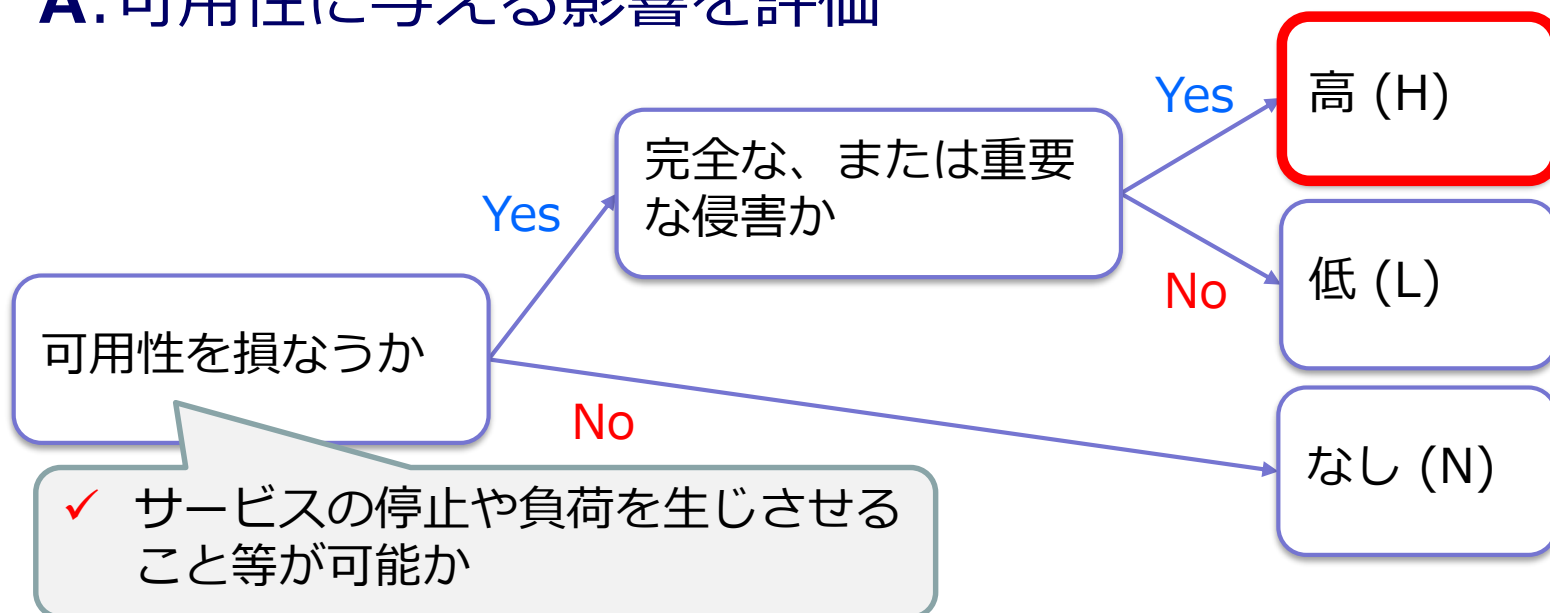 A:可用性に与える影響を評価
Yes
高 (H)
完全な、または重要
な侵害か
Yes
No
低 (L)
可用性を損なうか
No
なし (N)
✓ サービスの停止や負荷を生じさせる
こと等が可能か